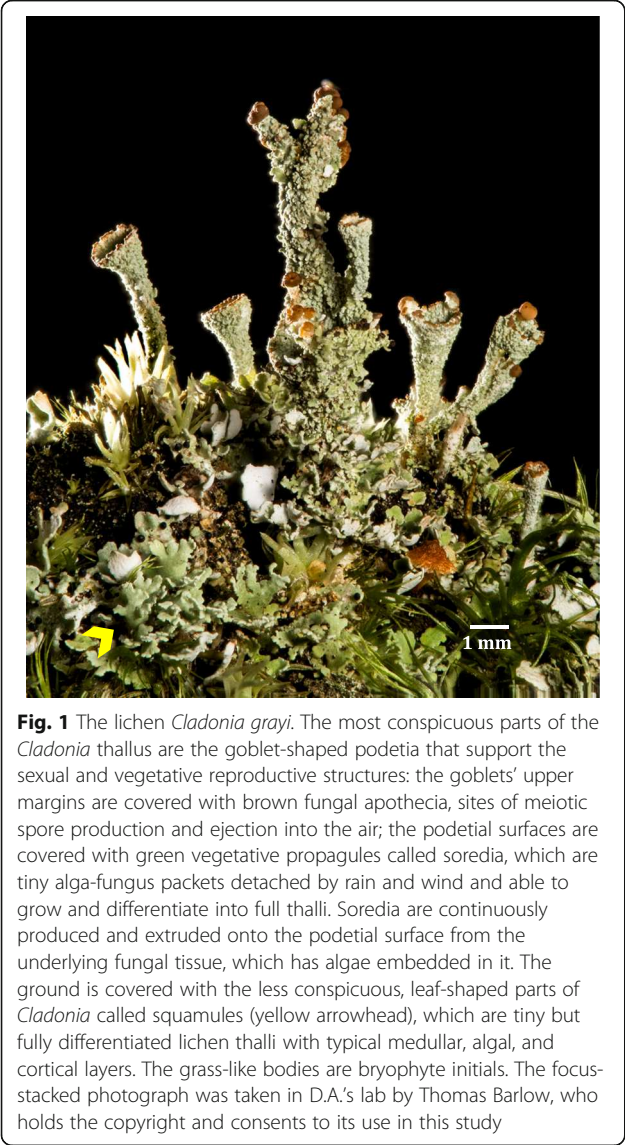 1 mm
Fig. 1 The lichen Cladonia grayi. The most conspicuous parts of the
Cladonia thallus are the goblet-shaped podetia that support the
sexual and vegetative reproductive structures: the goblets’ upper
margins are covered with brown fungal apothecia, sites of meiotic
spore production and ejection into the air; the podetial surfaces are
covered with green vegetative propagules called soredia, which are
tiny alga-fungus packets detached by rain and wind and able to
grow and differentiate into full thalli. Soredia are continuously
produced and extruded onto the podetial surface from the
underlying fungal tissue, which has algae embedded in it. The
ground is covered with the less conspicuous, leaf-shaped parts of
Cladonia called squamules (yellow arrowhead), which are tiny but
fully differentiated lichen thalli with typical medullar, algal, and
cortical layers. The grass-like bodies are bryophyte initials. The focus-
stacked photograph was taken in D.A.’s lab by Thomas Barlow, who
holds the copyright and consents to its use in this study